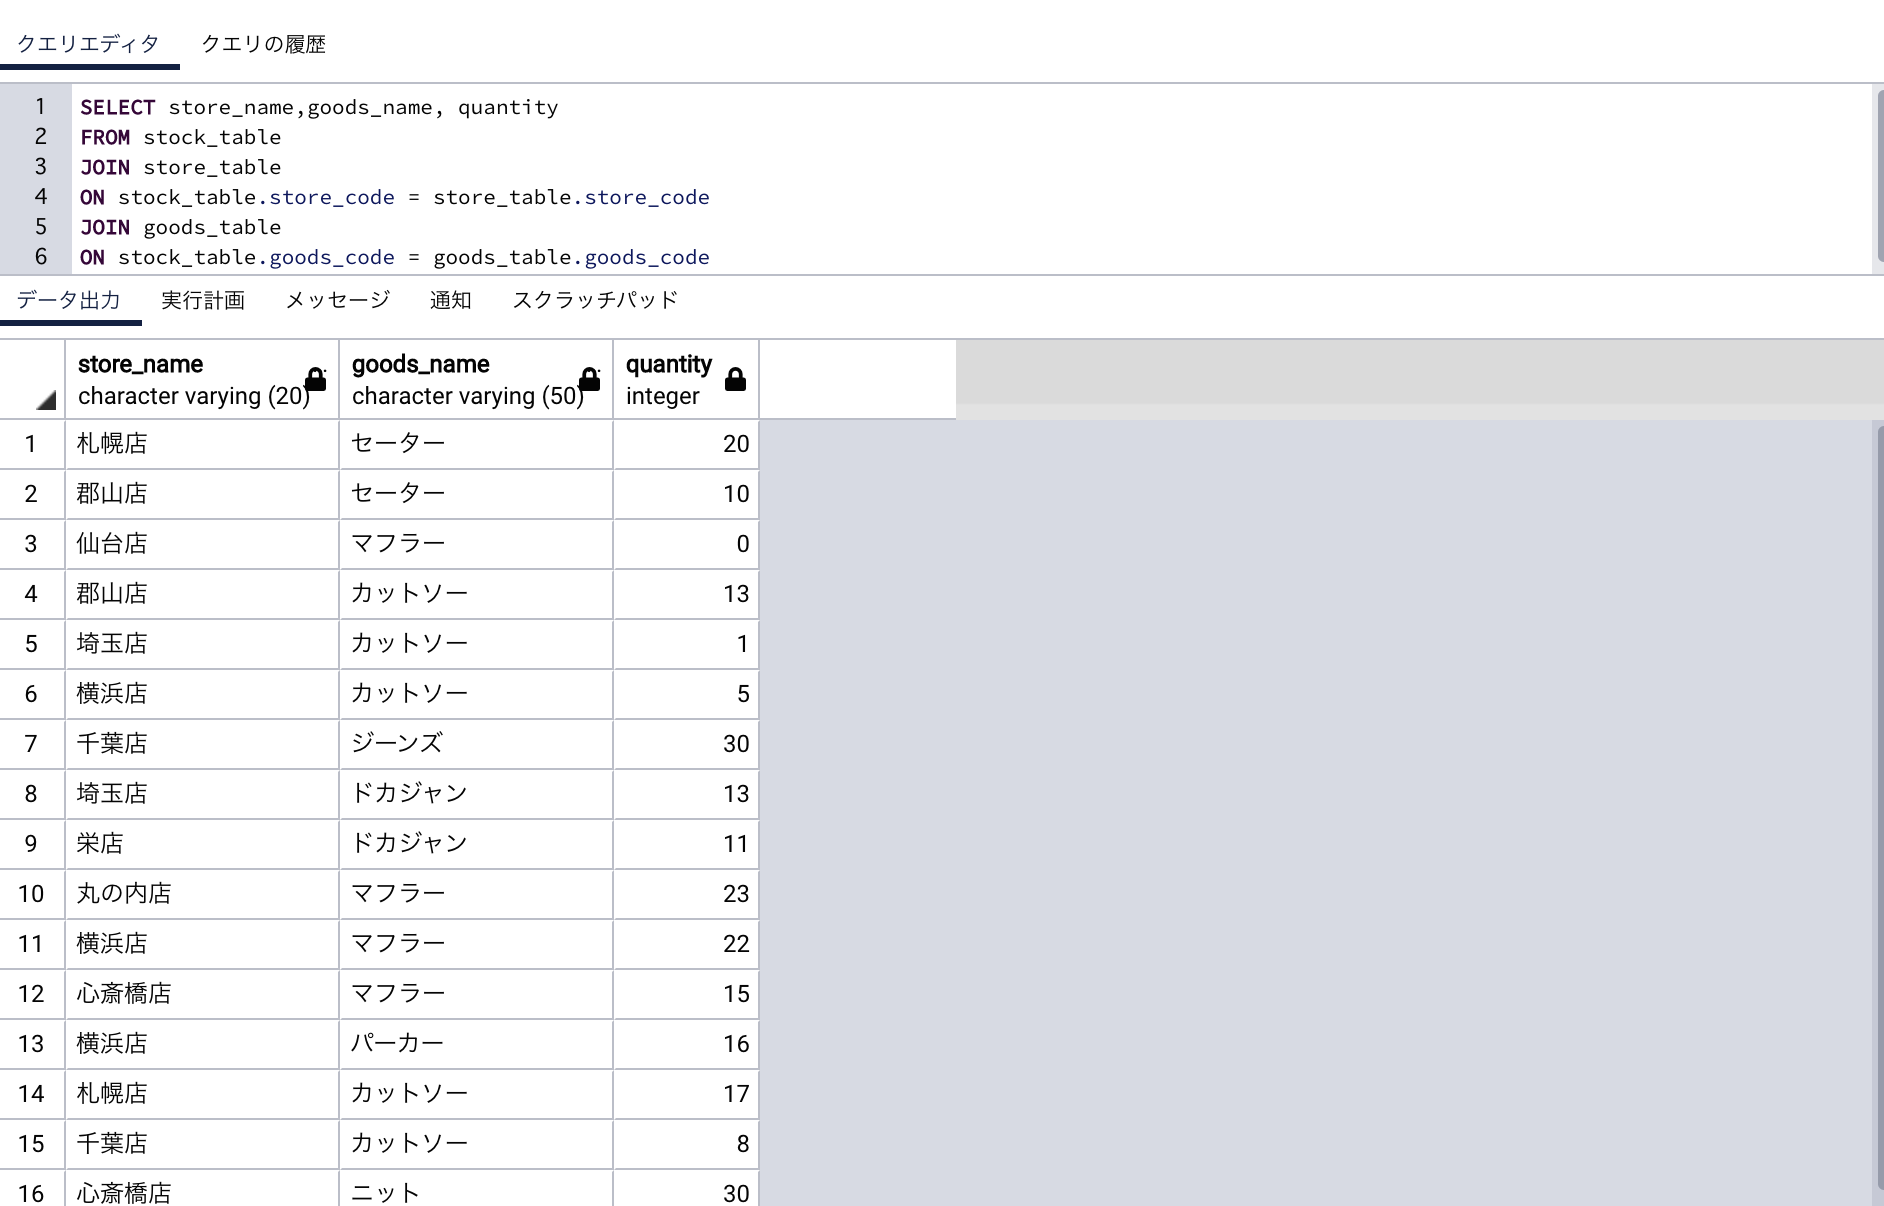 クエリエディタ クエリの履歴
1 SELECT store_name,goods_name, quantity
2 FROM stock_table
3 JOIN store_table
4 ON stock_table.store_code = store_table.store_code
5 JOIN goods_table
6 ON stock_table.goods_code = goods_table.goods_code
データ出力 実行計画 メッセージ 通知 スクラッチパッド
store_name goods_name quantity
character varying (20) character varying (50) integer
1 札幌店 セーター 20
2 郡山店 セーター 10
3 仙台店 マフラー 0
4 郡山店 カットソー 13
5 埼玉店 カットソー 1
6 横浜店 カットソー 5
7 千葉店 ジーンズ 30
8 埼玉店 ドカジャン 13
9 栄店 ドカジャン 11
10 丸の内店 マフラー 23
11 横浜店 マフラー 22
12 心斎橋店 マフラー 15
13 横浜店 パーカー 16
14 札幌店 カットソー 17
15 千葉店 カットソー 8
16 心斎橋店 ニット 30